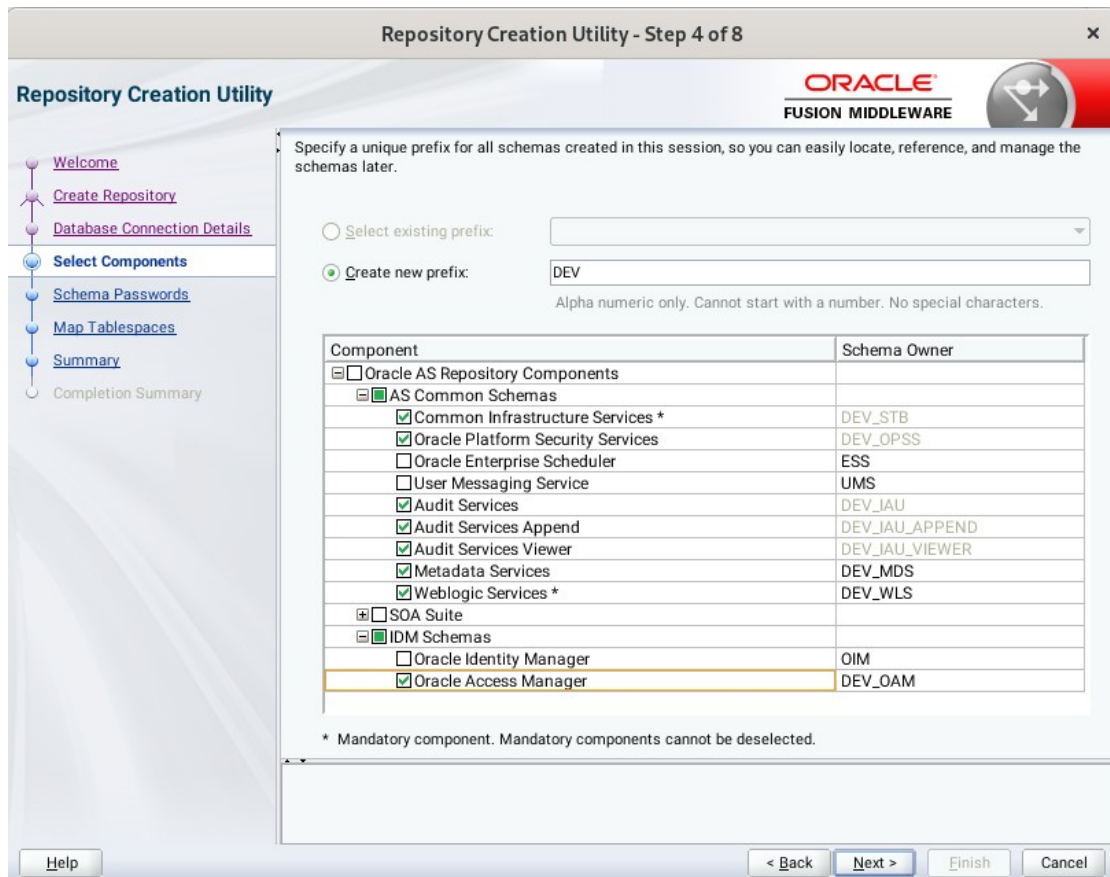 Repository Creation Utility - Step 4 of 8
×
Repository Creation Utility
ORACLE
FUSION MIDDLEWARE
Welcome
Create Repository
Database Connection Details
Select Components
Schema Passwords
Map Tablespaces
Summary
Completion Summary
Specify a unique prefix for all schemas created in this session, so you can easily locate, reference, and manage the
schemas later.
Select existing prefix:
Create new prefix: DEV
Alpha numeric only. Cannot start with a number. No special characters.
Component Schema Owner
Oracle AS Repository Components
AS Common Schemas
Common Infrastructure Services * DEV_STB
Oracle Platform Security Services DEV_OPSS
Oracle Enterprise Scheduler ESS
User Messaging Service UMS
Audit Services DEV_IAU
Audit Services Append DEV_IAU_APPEND
Audit Services Viewer DEV_IAU_VIEWER
Metadata Services DEV_MDS
Weblogic Services * DEV_WLS
SOA Suite
IDM Schemas
Oracle Identity Manager OIM
Oracle Access Manager DEV_OAM
* Mandatory component. Mandatory components cannot be deselected.
Help < Back Next > Finish Cancel